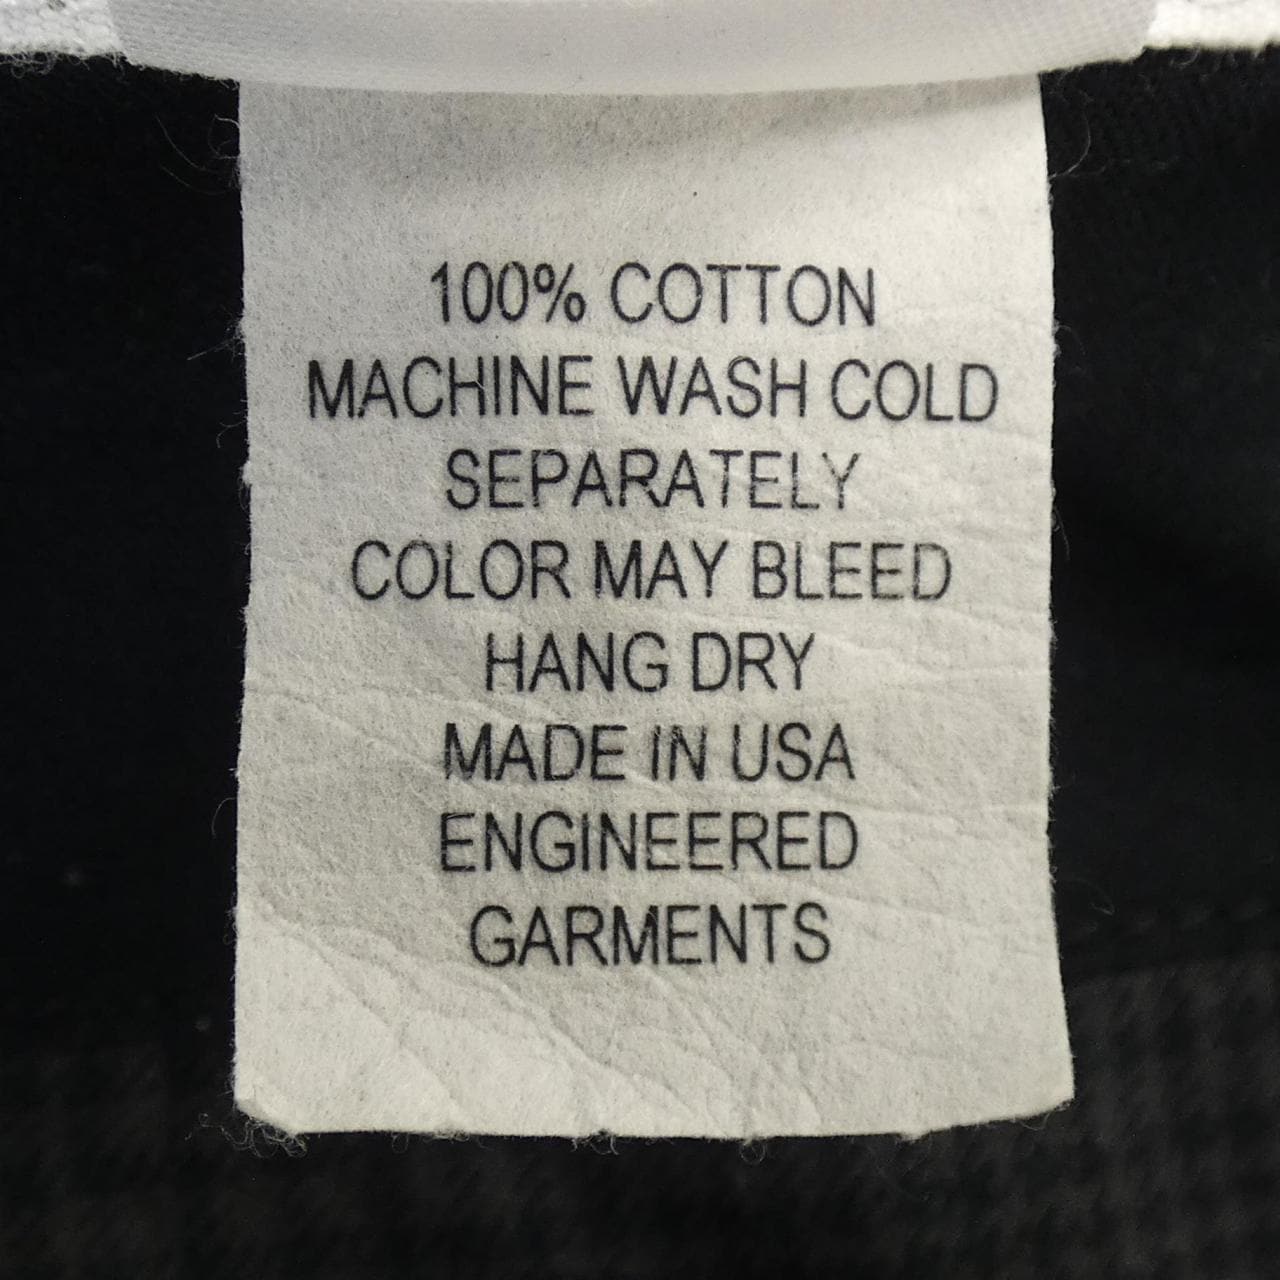 100% COTTON
MACHINE WASH COLD
SEPARATELY
COLOR MAY BLEED
HANG DRY
MADE IN USA
ENGINEERED
GARMENTS